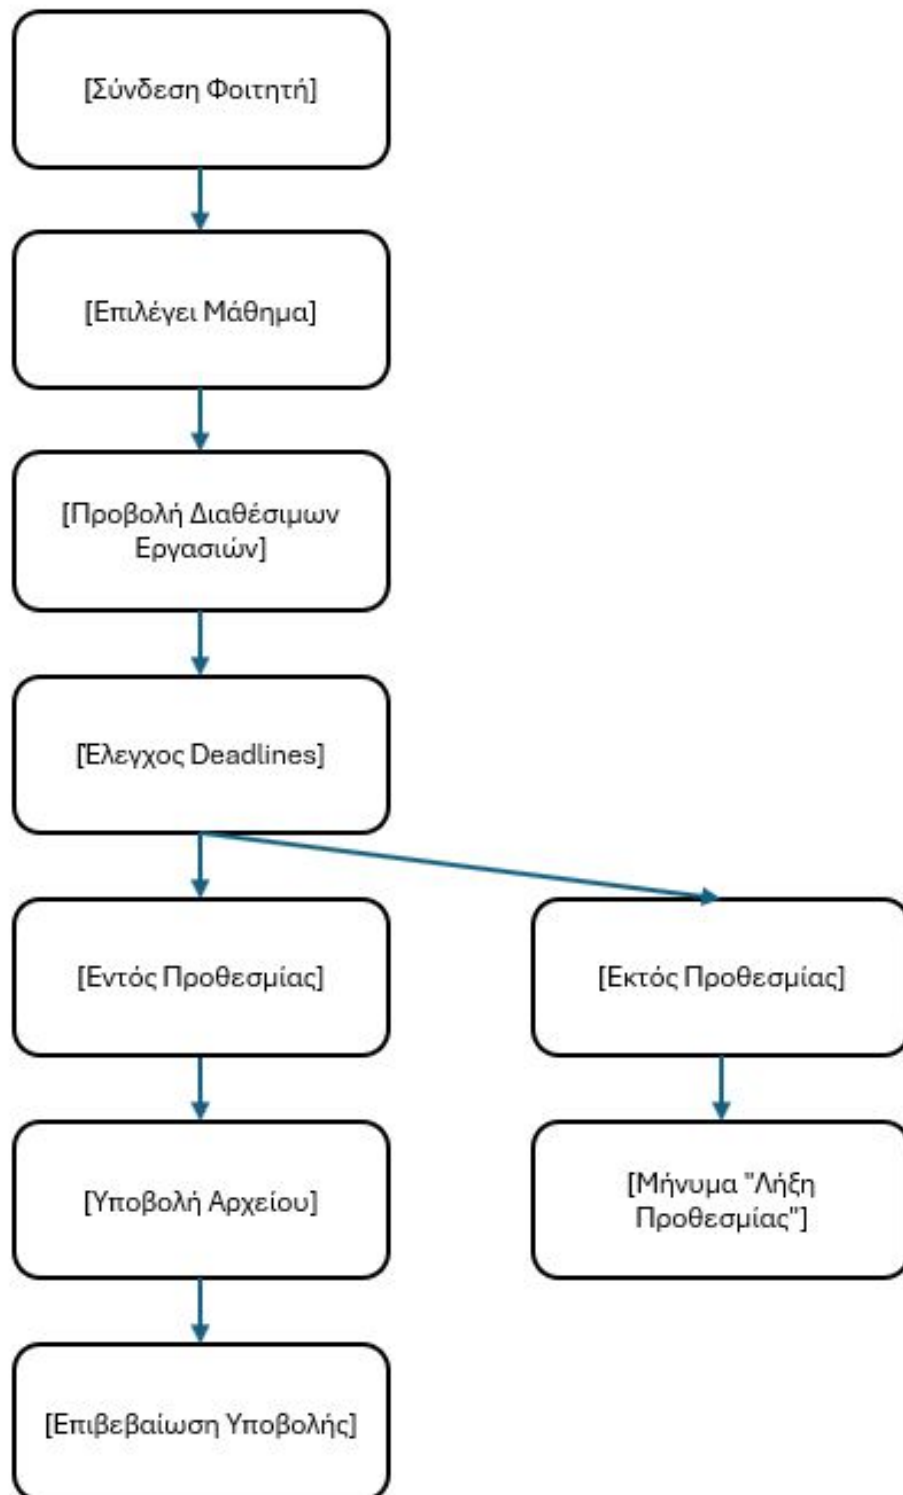 [Σύνδεση Φοιτητή]
[Επιλέγει Μάθημα]
[Προβολή Διαθέσιμων
Εργασιών]
[Έλεγχος Deadlines]
[Εντός Προθεσμίας]
[Εκτός Προθεσμίας]
[Υποβολή Αρχείου]
[Μήνυμα "Λήξη
Προθεσμίας"]
[Επιβεβαίωση Υποβολής]